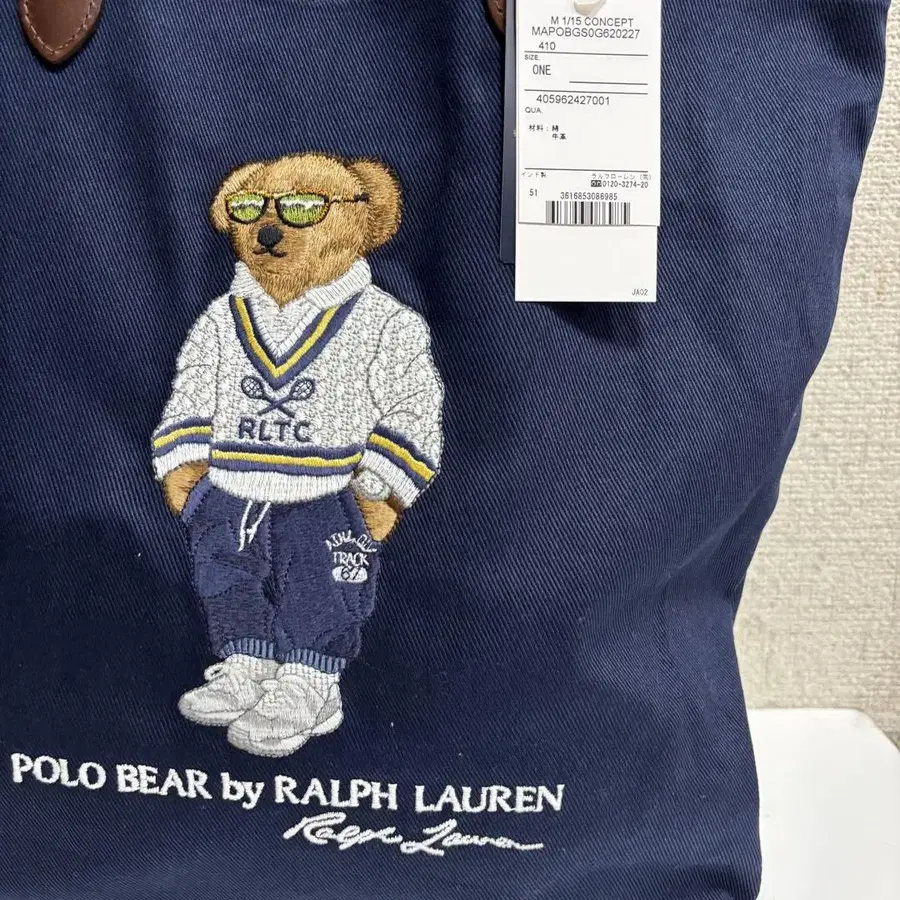 M 1/15 CONCEPT
MAPOBGS0G620227
410
SIZE.
ONE
405962427001
QUA.
材料：綿
牛革
インド製
ラルフローレン（同）
0120-3274-20
51
3616853086985
JA02
RLTC
TRACK
67
POLO BEAR by RALPH LAUREN
Ralph Lauren